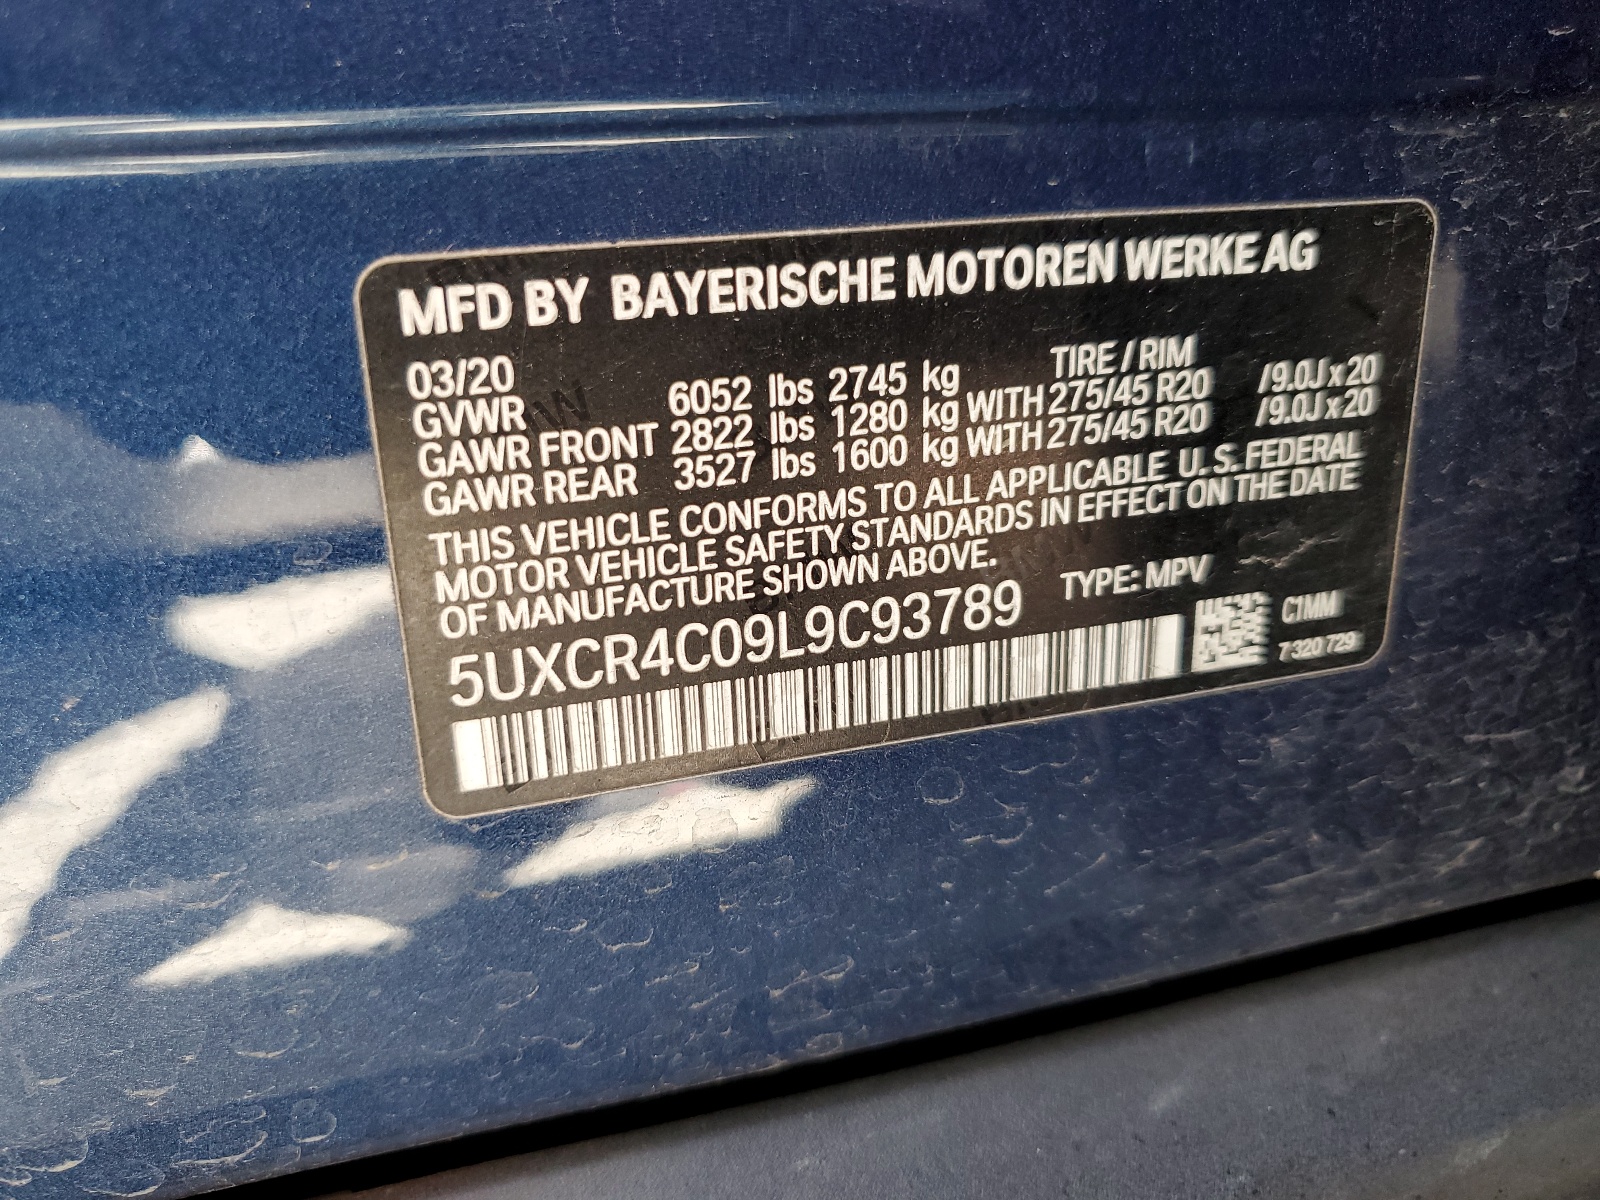 MFD BY BAYERISCHE MOTOREN WERKE AG
03/20 TIRE / RIM
GVWR 6052 lbs 2745 kg
GAWR FRONT 2822 lbs 1280 kg WITH 275/45 R20 /9.0J x 20
GAWR REAR 3527 lbs 1600 kg WITH 275/45 R20 /9.0J x 20
THIS VEHICLE CONFORMS TO ALL APPLICABLE U.S. FEDERAL
MOTOR VEHICLE SAFETY STANDARDS IN EFFECT ON THE DATE
OF MANUFACTURE SHOWN ABOVE.
5UXCR4C09L9C93789 TYPE: MPV
C1MM
7 320 729